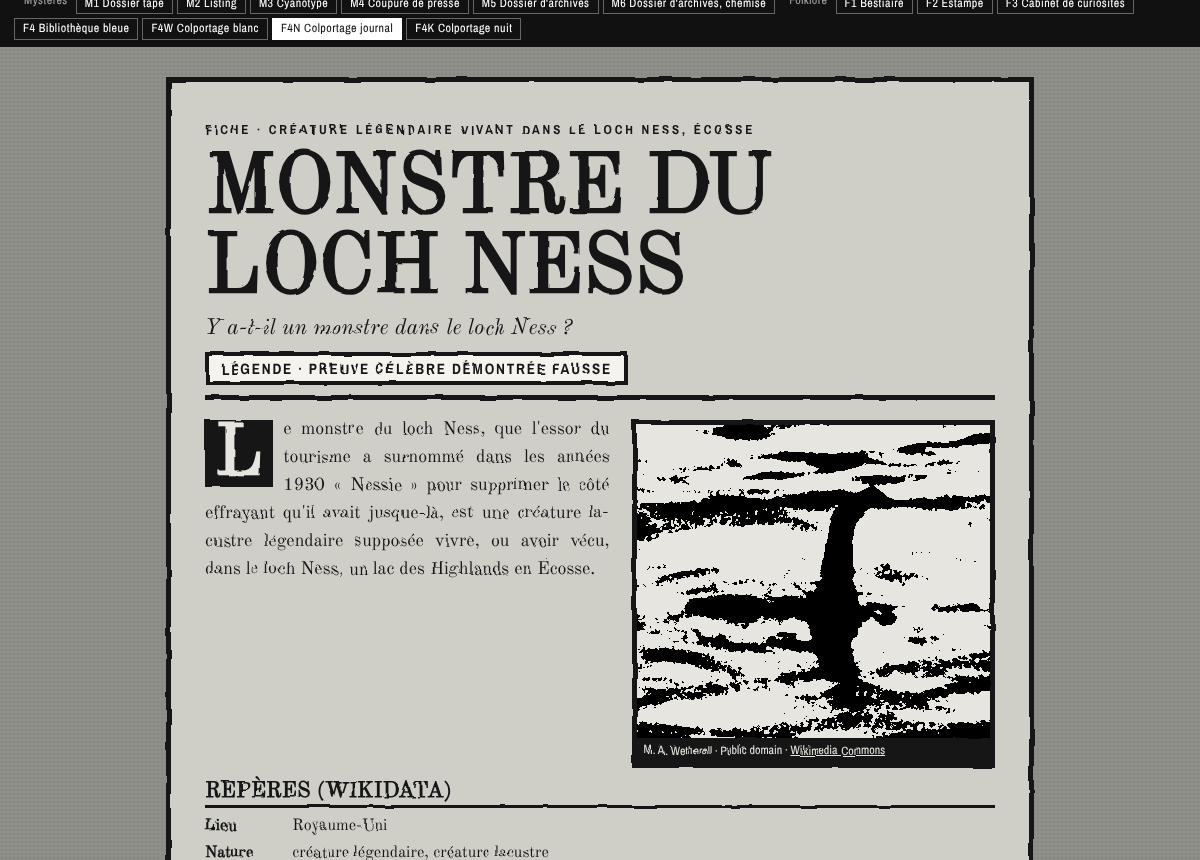 Mystères M1 Dossier tapé M2 Listing M3 Cyanotype M4 Coupure de presse M5 Dossier d'archives M6 Dossier d'archives, chemise Folklore F1 Bestiaire F2 Estampe F3 Cabinet de curiosités
F4 Bibliothèque bleue F4W Colportage blanc F4N Colportage journal F4K Colportage nuit
FICHE · CRÉATURE LÉGENDAIRE VIVANT DANS LE LOCH NESS, ÉCOSSE
MONSTRE DU
LOCH NESS
Y a-t-il un monstre dans le loch Ness ?
LÉGENDE · PREUVE CÉLÈBRE DÉMONTRÉE FAUSSE
Le monstre du loch Ness, que l'essor du
tourisme a surnommé dans les années
1930 « Nessie » pour supprimer le côté
effrayant qu'il avait jusque-là, est une créature la-
custre légendaire supposée vivre, ou avoir vécu,
dans le loch Ness, un lac des Highlands en Écosse.
M. A. Wetherell · Public domain · Wikimedia Commons
REPÈRES (WIKIDATA)
Lieu Royaume-Uni
Nature créature légendaire, créature lacustre